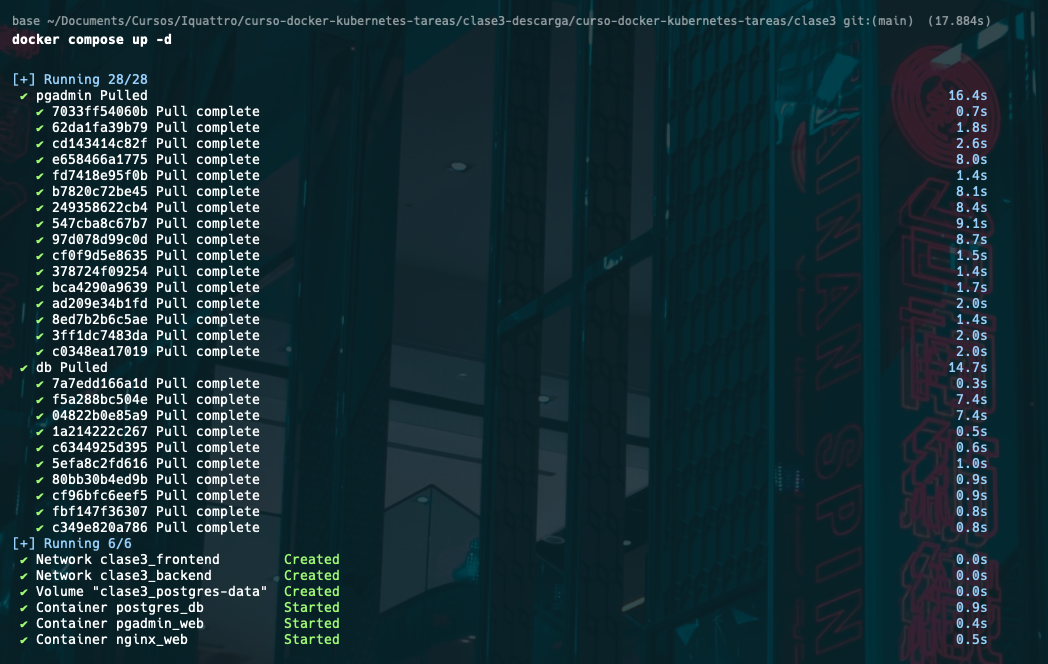 base ~/Documents/Cursos/Iquattro/curso-docker-kubernetes-tareas/clase3-descarga/curso-docker-kubernetes-tareas/clase3 git:(main) (17.884s)
docker compose up -d
[+] Running 28/28
✔ pgadmin Pulled 16.4s
✔ 7033ff54060b Pull complete 0.7s
✔ 62da1fa39b79 Pull complete 1.8s
✔ cd143414c82f Pull complete 2.6s
✔ e658466a1775 Pull complete 8.0s
✔ fd7418e95f0b Pull complete 1.4s
✔ b7820c72be45 Pull complete 8.1s
✔ 249358622cb4 Pull complete 8.4s
✔ 547cba8c67b7 Pull complete 9.1s
✔ 97d078d99c0d Pull complete 8.7s
✔ cf0f9d5e8635 Pull complete 1.5s
✔ 378724f09254 Pull complete 1.4s
✔ bca4290a9639 Pull complete 1.7s
✔ ad209e34b1fd Pull complete 2.0s
✔ 8ed7b2b6c5ae Pull complete 1.4s
✔ 3ff1dc7483da Pull complete 2.0s
✔ c0348ea17019 Pull complete 2.0s
✔ db Pulled 14.7s
✔ 7a7edd166a1d Pull complete 0.3s
✔ f5a288bc504e Pull complete 7.4s
✔ 04822b0e85a9 Pull complete 7.4s
✔ 1a214222c267 Pull complete 0.5s
✔ c6344925d395 Pull complete 0.6s
✔ 5efa8c2fd616 Pull complete 1.0s
✔ 80bb30b4ed9b Pull complete 0.9s
✔ cf96bfc6eef5 Pull complete 0.9s
✔ fbf147f36307 Pull complete 0.8s
✔ c349e820a786 Pull complete 0.8s
[+] Running 6/6
✔ Network clase3_frontend Created 0.0s
✔ Network clase3_backend Created 0.0s
✔ Volume "clase3_postgres-data" Created 0.0s
✔ Container postgres_db Started 0.9s
✔ Container pgadmin_web Started 0.4s
✔ Container nginx_web Started 0.5s